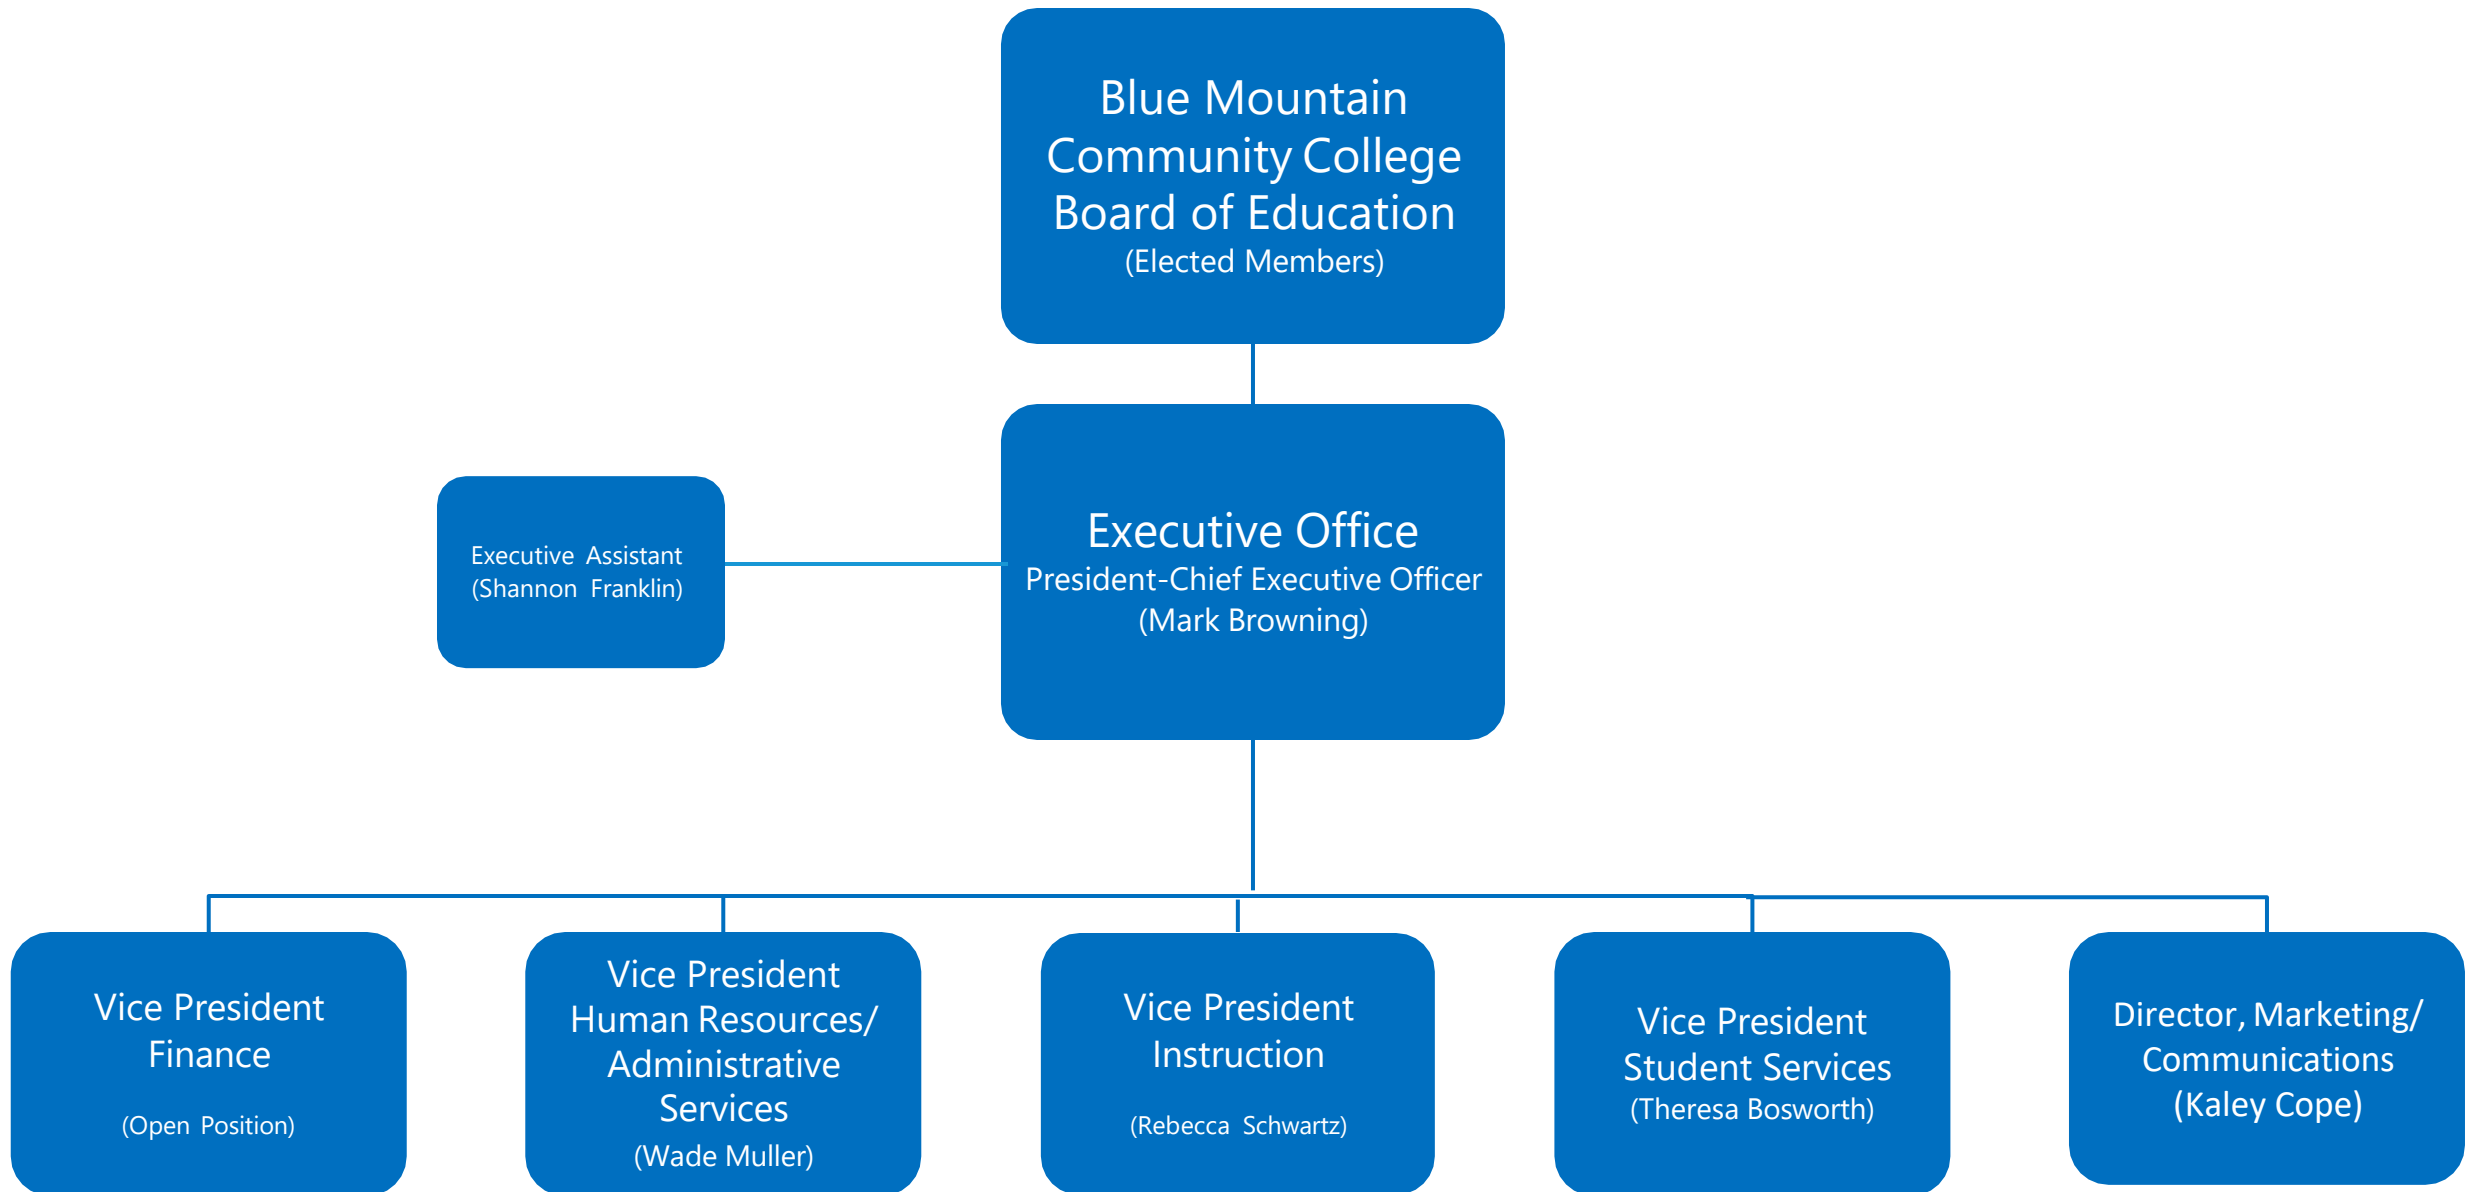 Blue Mountain
Community College
Board of Education
(Elected Members)
Executive Assistant
(Shannon Franklin)
Executive Office
President-Chief Executive Officer
(Mark Browning)
Vice President
Finance
(Open Position)
Vice President
Human Resources/
Administrative
Services
(Wade Muller)
Vice President
Instruction
(Rebecca Schwartz)
Vice President
Student Services
(Theresa Bosworth)
Director, Marketing/
Communications
(Kaley Cope)